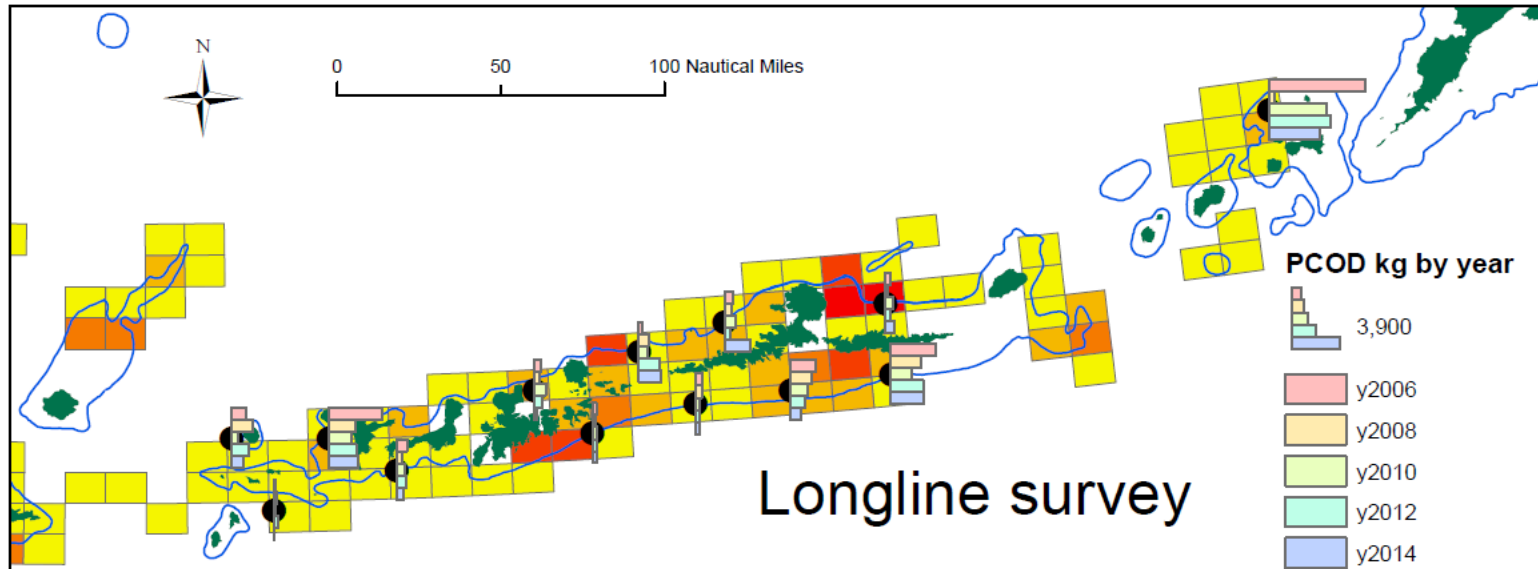 N
0 50 100 Nautical Miles
PCOD kg by year
3,900
y2006
y2008
y2010
y2012
y2014
Longline survey